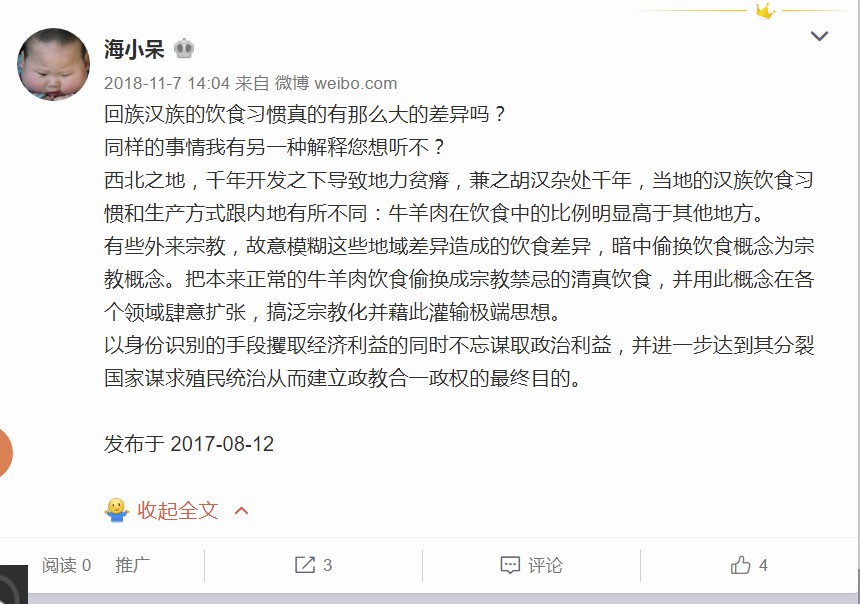 海小呆
2018-11-7 14:04 来自 微博 weibo.com
回族汉族的饮食习惯真的有那么大的差异吗？
同样的事情我有另一种解释您想听不？
西北之地，千年开发之下导致地力贫瘠，兼之胡汉杂处千年，当地的汉族饮食习
惯和生产方式跟内地有所不同：牛羊肉在饮食中的比例明显高于其他地方。
有些外来宗教，故意模糊这些地域差异造成的饮食差异，暗中偷换饮食概念为宗
教概念。把本来正常的牛羊肉饮食偷换成宗教禁忌的清真饮食，并用此概念在各
个领域肆意扩张，搞泛宗教化并藉此灌输极端思想。
以身份识别的手段攫取经济利益的同时不忘谋取政治利益，并进一步达到其分裂
国家谋求殖民统治从而建立政教合一政权的最终目的。
发布于 2017-08-12
收起全文
阅读 0 推广 3 评论 4